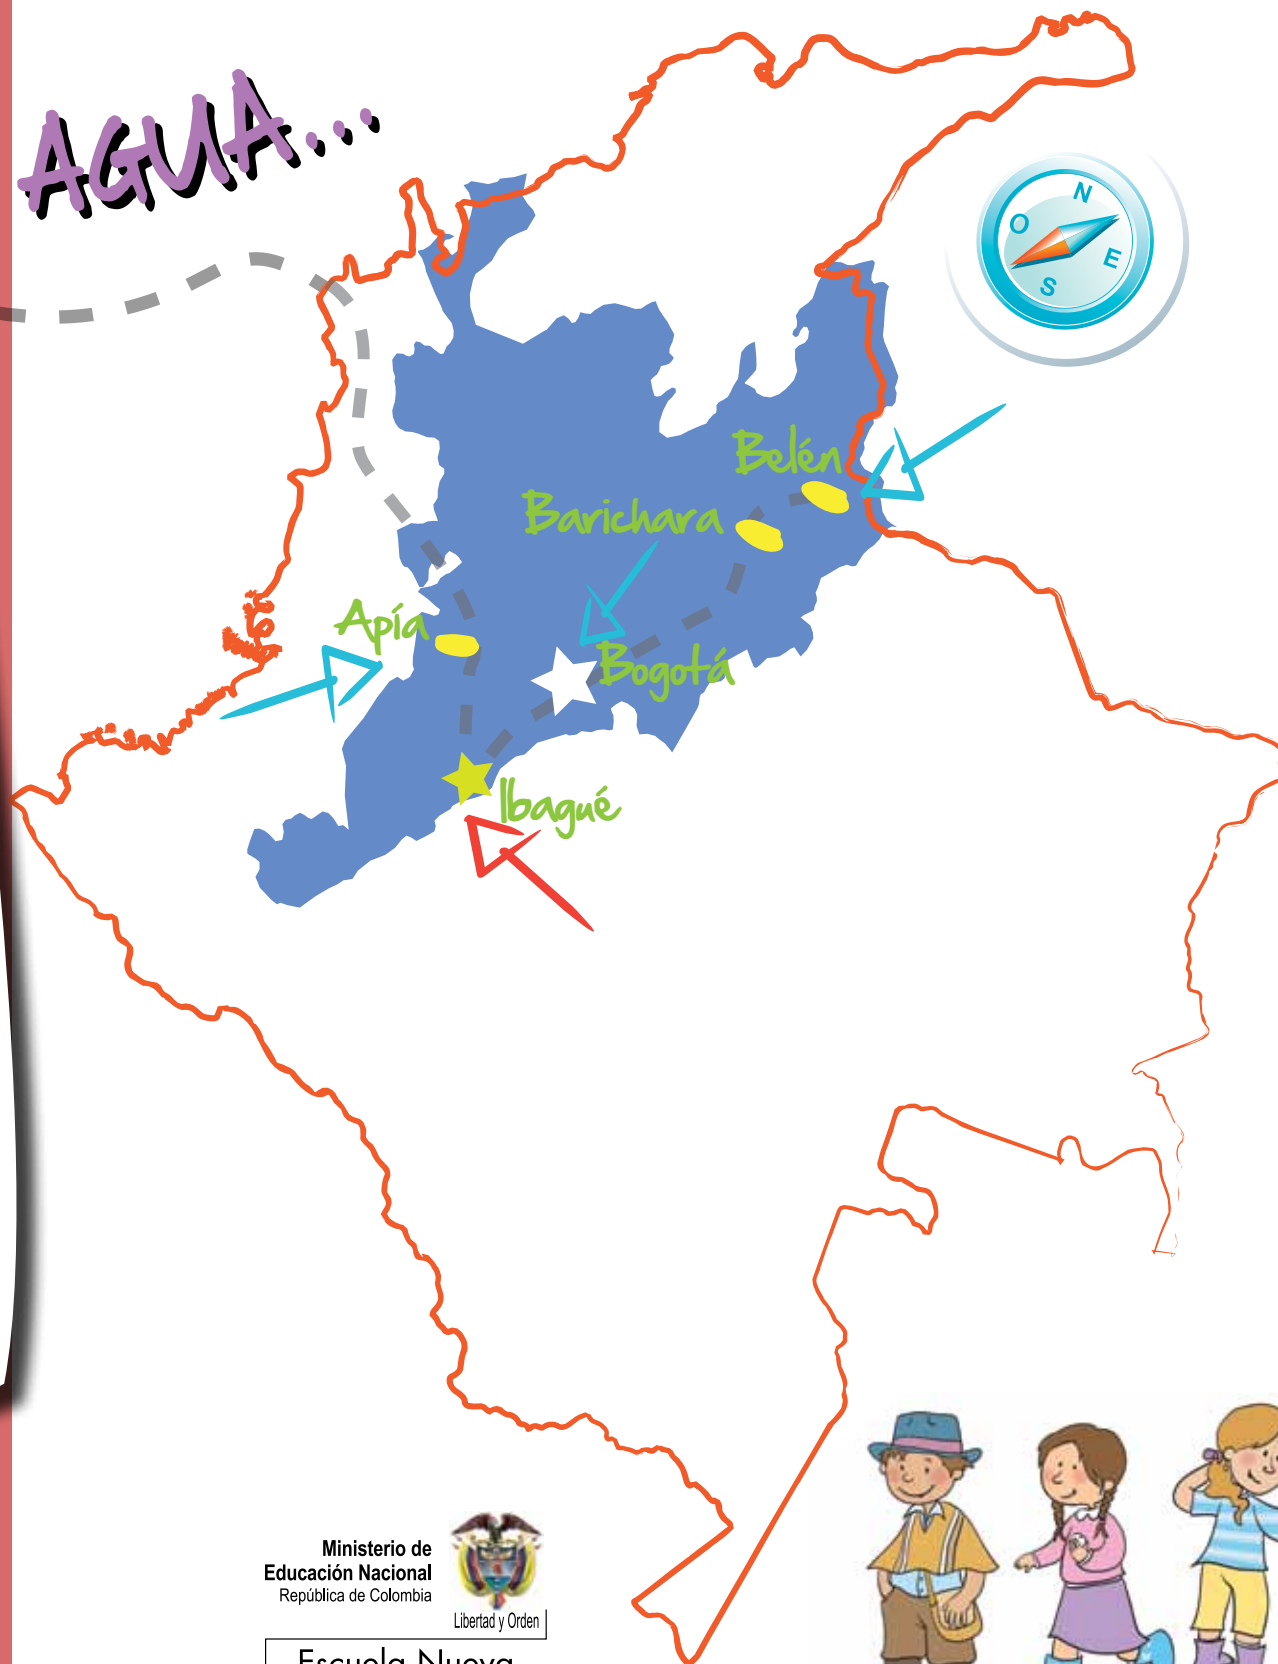 AGUA...
N
O
E
S
Belén
Barichara
Apía
Bogotá
Ibagué
Ministerio de
Educación Nacional
República de Colombia
Libertad y Orden
Escuela Nueva